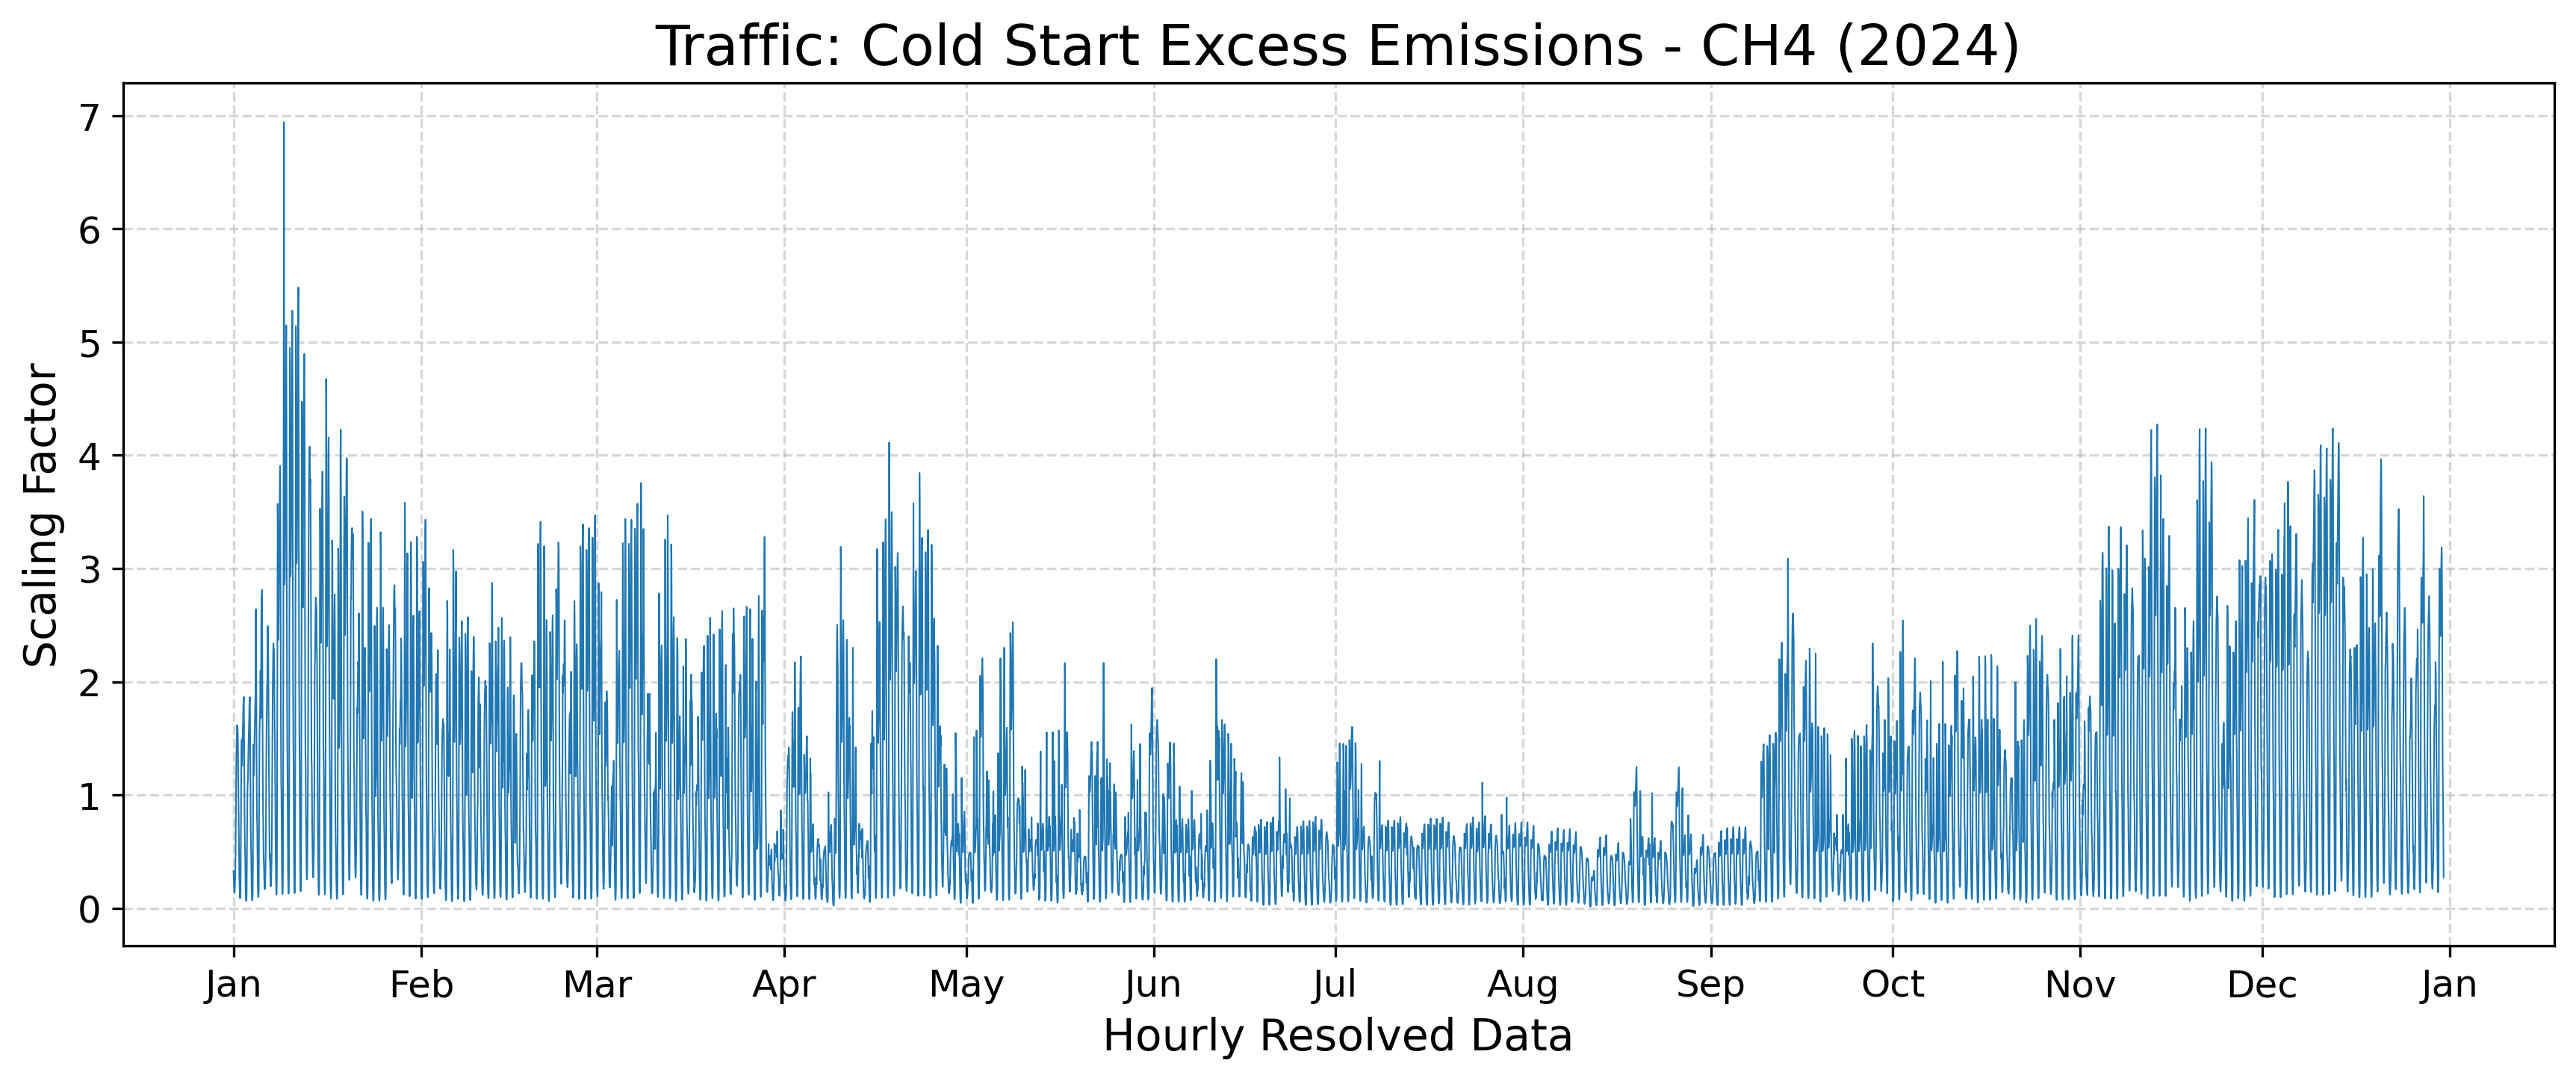 Traffic: Cold Start Excess Emissions - CH4 (2024)
Scaling Factor
7
6
5
4
3
2
1
0
Jan Feb Mar Apr May Jun Jul Aug Sep Oct Nov Dec Jan
Hourly Resolved Data